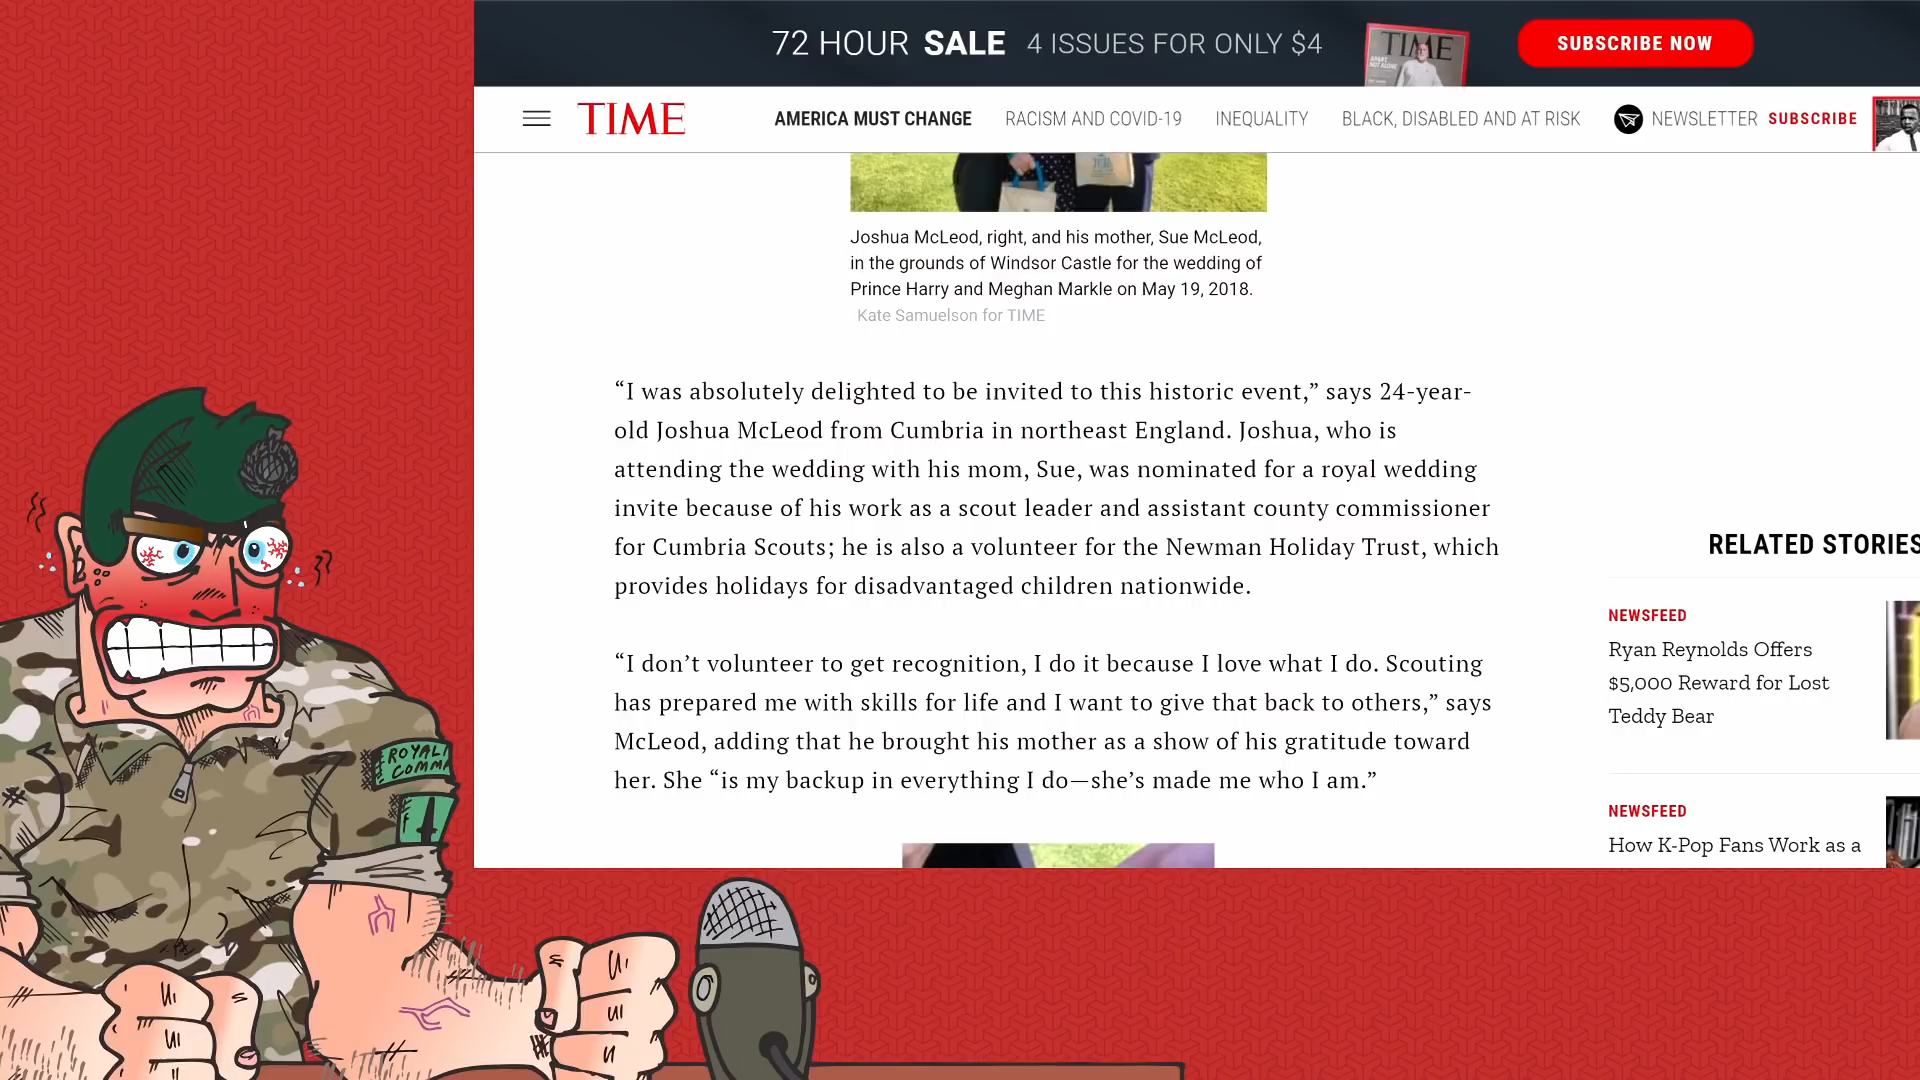 72 HOUR SALE 4 ISSUES FOR ONLY $4
TIME
SUBSCRIBE NOW
TIME
AMERICA MUST CHANGE
RACISM AND COVID-19
INEQUALITY
BLACK, DISABLED AND AT RISK
NEWSLETTER
SUBSCRIBE
Joshua McLeod, right, and his mother, Sue McLeod,
in the grounds of Windsor Castle for the wedding of
Prince Harry and Meghan Markle on May 19, 2018.
Kate Samuelson for TIME
“I was absolutely delighted to be invited to this historic event,” says 24-year-
old Joshua McLeod from Cumbria in northeast England. Joshua, who is
attending the wedding with his mom, Sue, was nominated for a royal wedding
invite because of his work as a scout leader and assistant county commissioner
for Cumbria Scouts; he is also a volunteer for the Newman Holiday Trust, which
provides holidays for disadvantaged children nationwide.
“I don’t volunteer to get recognition, I do it because I love what I do. Scouting
has prepared me with skills for life and I want to give that back to others,” says
McLeod, adding that he brought his mother as a show of his gratitude toward
her. She “is my backup in everything I do—she’s made me who I am.”
RELATED STORIES
NEWSFEED
Ryan Reynolds Offers
$5,000 Reward for Lost
Teddy Bear
NEWSFEED
How K-Pop Fans Work as a
ROYAL
COMM